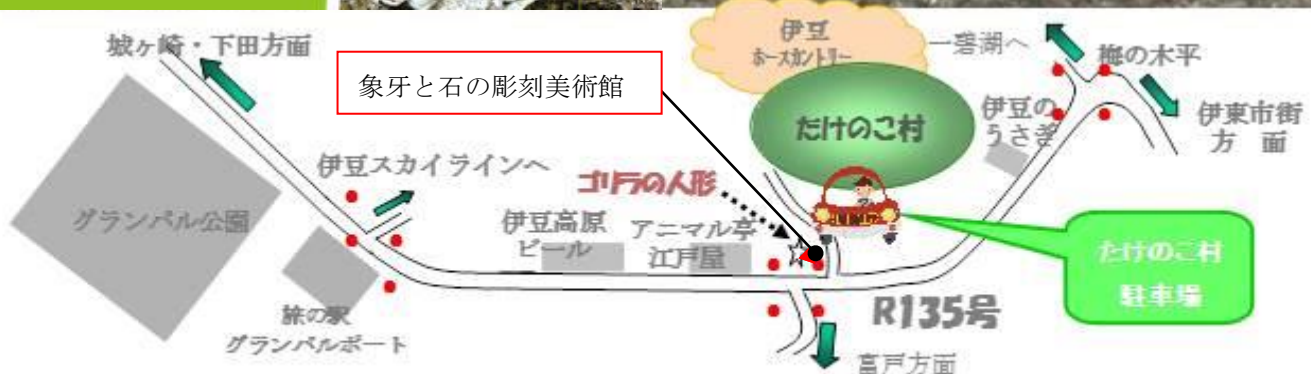 城ヶ崎・下田方面
象牙と石の彫刻美術館
伊豆
ホースカントリー
一碧湖へ
梅の木平
たけのこ村
伊豆の
うさぎ
伊東市街
方 面
伊豆スカイラインへ
ゴリラの人形
グランパル公園
伊豆高原
ビール
アニマル亭
江戸屋
たけのこ村
駐車場
旅の駅
グランパルポート
R135号
富戸方面